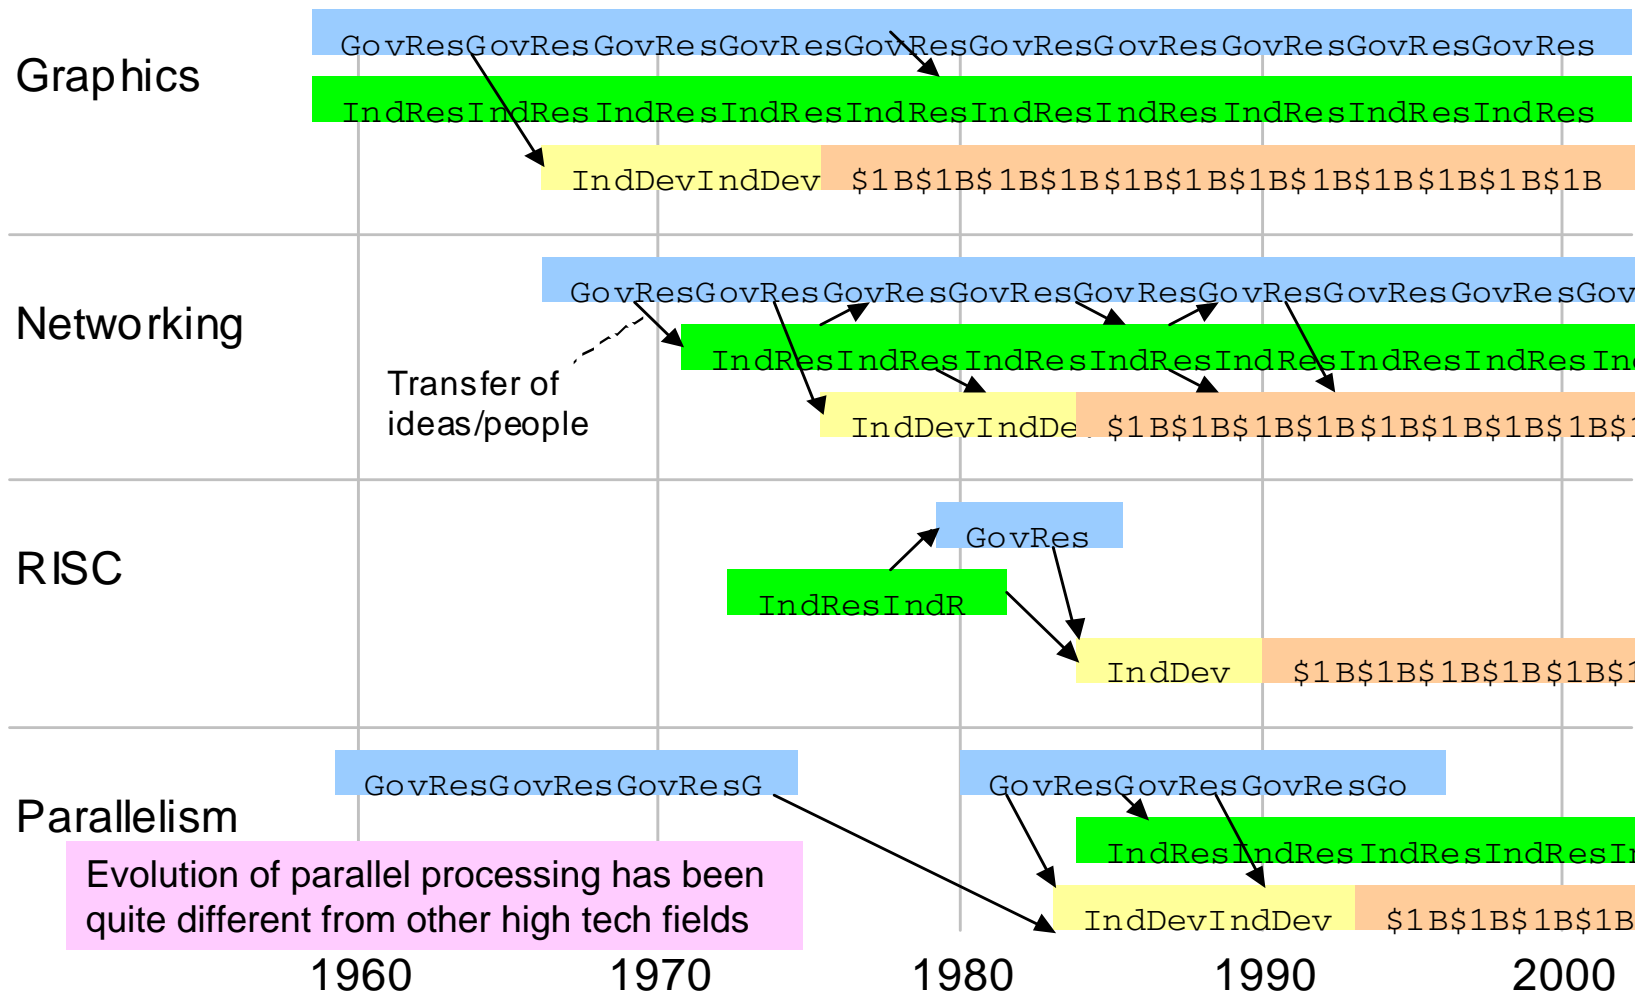 GovResGovResGovResGovResGovResGovResGovResGovResGovResGovRes
Graphics
IndResIndResIndResIndResIndResIndResIndResIndResIndResIndRes
IndDevIndDev $1B$1B$1B$1B$1B$1B$1B$1B$1B$1B$1B$1B
GovResGovResGovResGovResGovResGovResGovResGovResGov
Networking
IndResIndResIndResIndResIndResIndResIndResInd
Transfer of
ideas/people
IndDevIndDe $1B$1B$1B$1B$1B$1B$1B$1B$1
GovRes
RISC
IndResIndR
IndDev $1B$1B$1B$1B$1B$1
GovResGovResGovResG GovResGovResGovResGo
Parallelism
IndResIndResIndResIndResIn
Evolution of parallel processing has been
quite different from other high tech fields
IndDevIndDev $1B$1B$1B$1B
1960 1970 1980 1990 2000